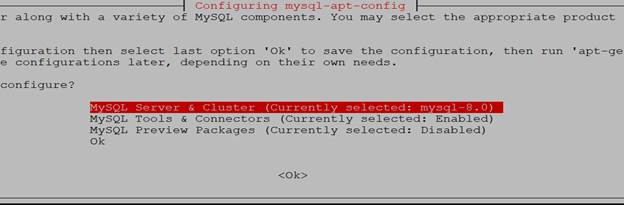 Configuring mysql-apt-config
r along with a variety of MySQL components. You may select the appropriate product
figuration then select last option 'Ok' to save the configuration, then run 'apt-ge
e configurations later, depending on their own needs.
configure?
MySQL Server & Cluster (Currently selected: mysql-8.0)
MySQL Tools & Connectors (Currently selected: Enabled)
MySQL Preview Packages (Currently selected: Disabled)
Ok
<Ok>